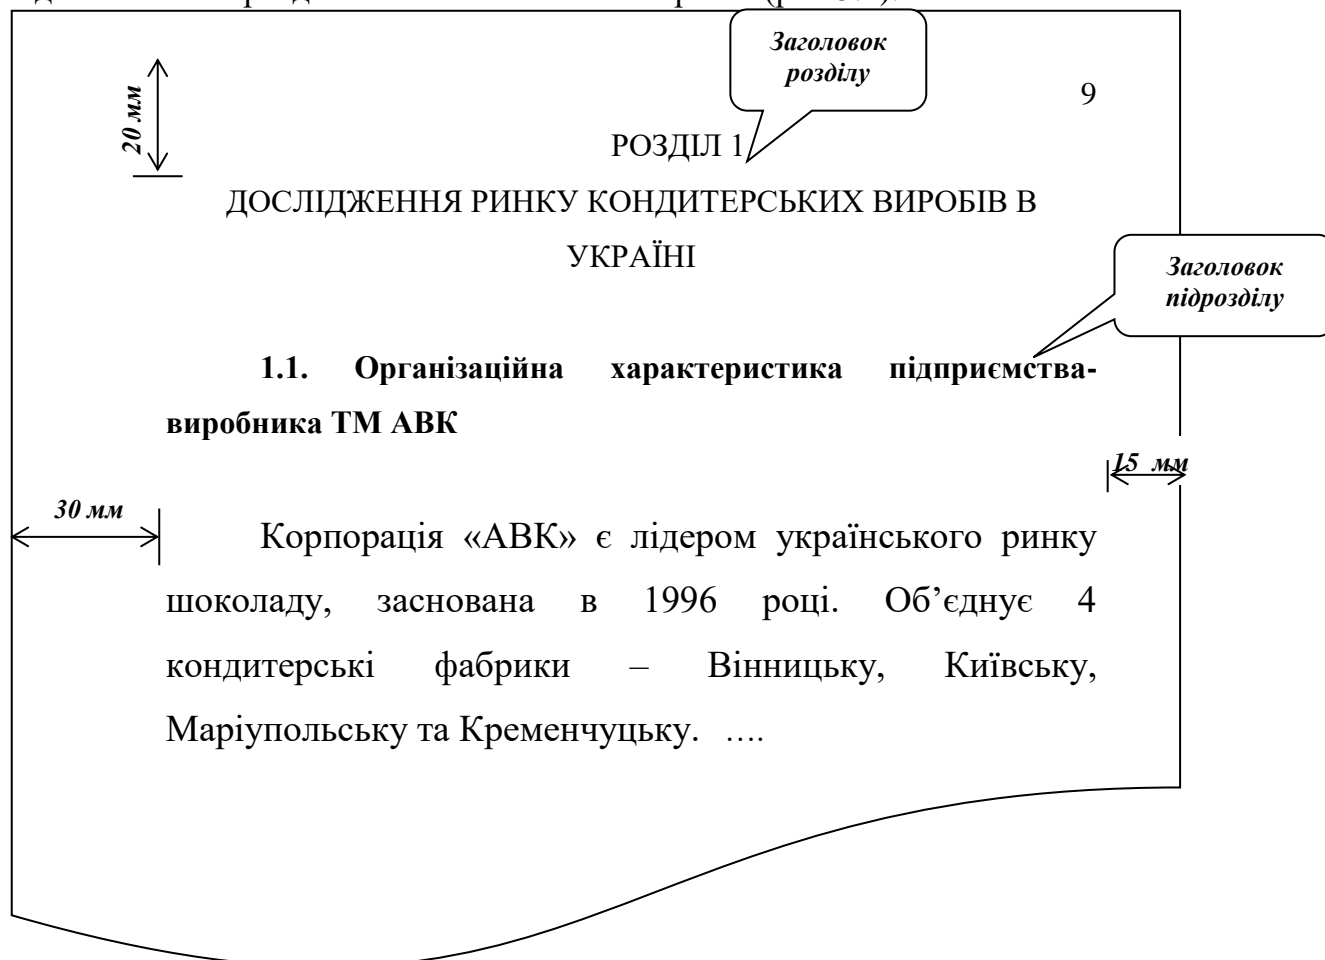 Заголовок
розділу
9
20 мм
РОЗДІЛ 1
ДОСЛІДЖЕННЯ РИНКУ КОНДИТЕРСЬКИХ ВИРОБІВ В
УКРАЇНІ
Заголовок
підрозділу
1.1. Організаційна характеристика підприємства-
виробника ТМ АВК
15 мм
30 мм
Корпорація «АВК» є лідером українського ринку
шоколаду, заснована в 1996 році. Об’єднує 4
кондитерські фабрики – Вінницьку, Київську,
Маріупольську та Кременчуцьку. ….